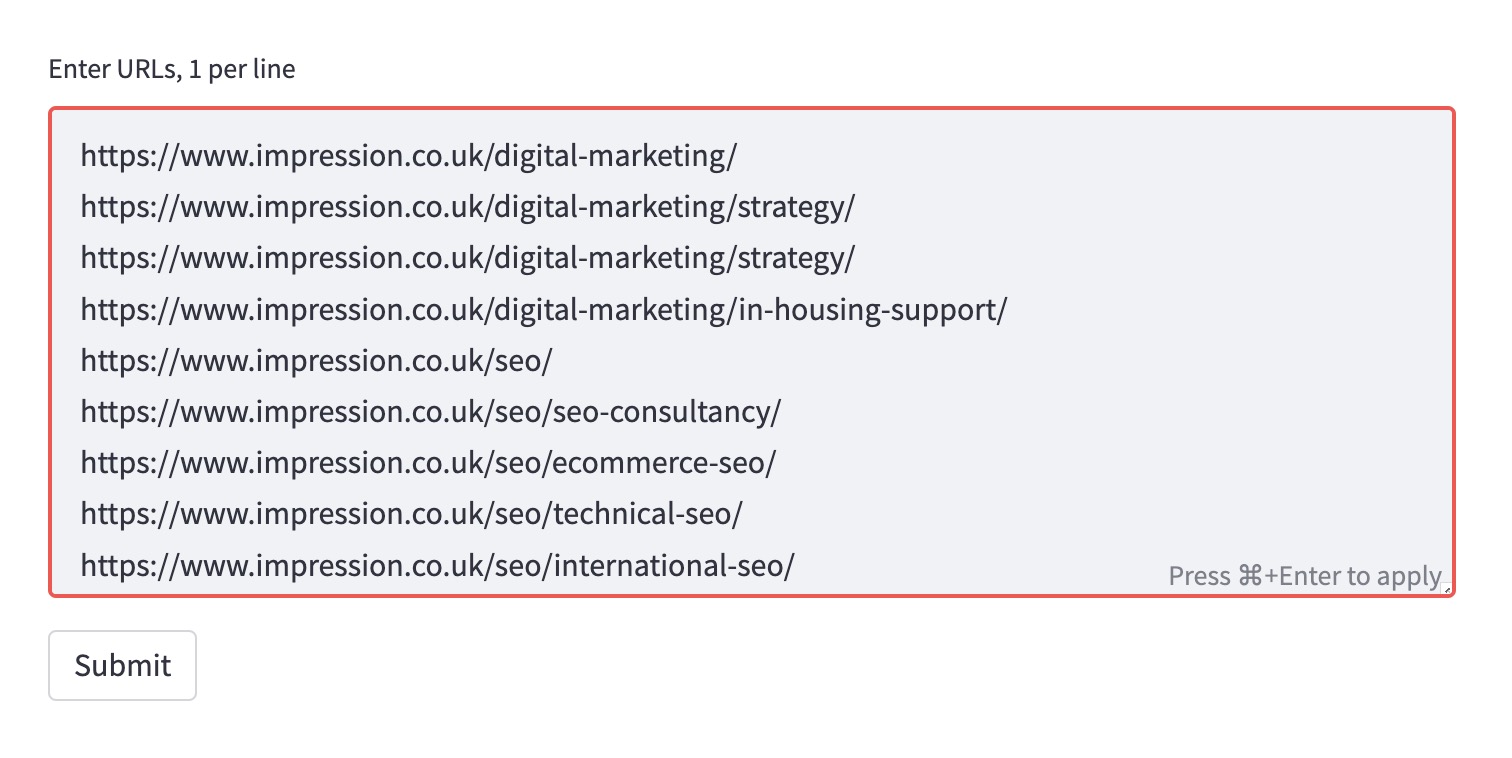 Enter URLs, 1 per line
https://www.impression.co.uk/digital-marketing/
https://www.impression.co.uk/digital-marketing/strategy/
https://www.impression.co.uk/digital-marketing/strategy/
https://www.impression.co.uk/digital-marketing/in-housing-support/
https://www.impression.co.uk/seo/
https://www.impression.co.uk/seo/seo-consultancy/
https://www.impression.co.uk/seo/ecommerce-seo/
https://www.impression.co.uk/seo/technical-seo/
https://www.impression.co.uk/seo/international-seo/
Press ⌘+Enter to apply
Submit